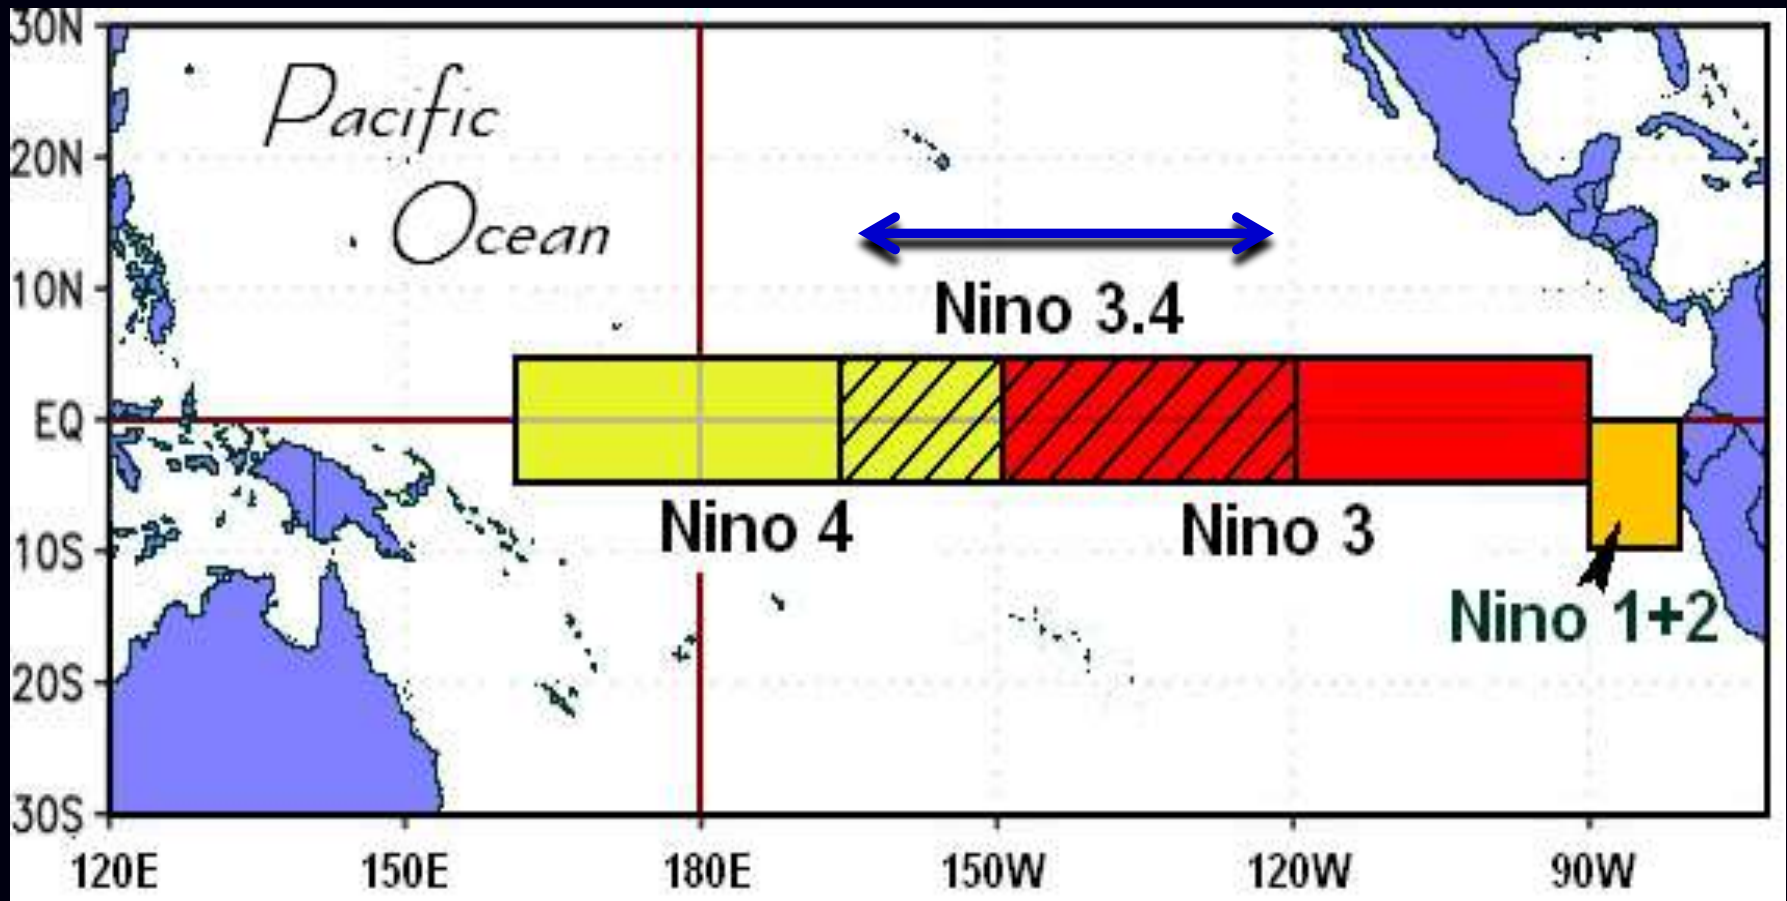 30N
Pacific
20N
Ocean
10N
Nino 3.4
EQ
Nino 4
Nino 3
10S
Nino 1+2
20S
30S
120E 150E 180E 150W 120W 90W